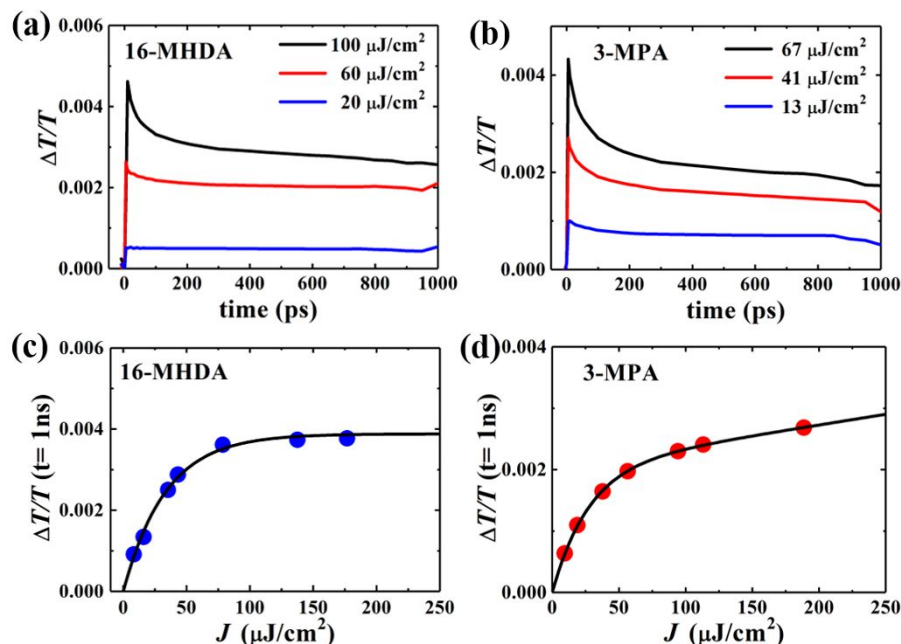 (a)
16-MHDA
100 μJ/cm²
60 μJ/cm²
20 μJ/cm²
ΔT/T
0.006
0.004
0.002
0.000
0 200 400 600 800 1000
time (ps)
(b)
3-MPA
67 μJ/cm²
41 μJ/cm²
13 μJ/cm²
ΔT/T
0.004
0.002
0.000
0 200 400 600 800 1000
time (ps)
(c)
16-MHDA
ΔT/T (t= 1ns)
0.006
0.004
0.002
0.000
0 50 100 150 200 250
J (μJ/cm²)
(d)
3-MPA
ΔT/T (t= 1ns)
0.004
0.002
0.000
0 50 100 150 200 250
J (μJ/cm²)